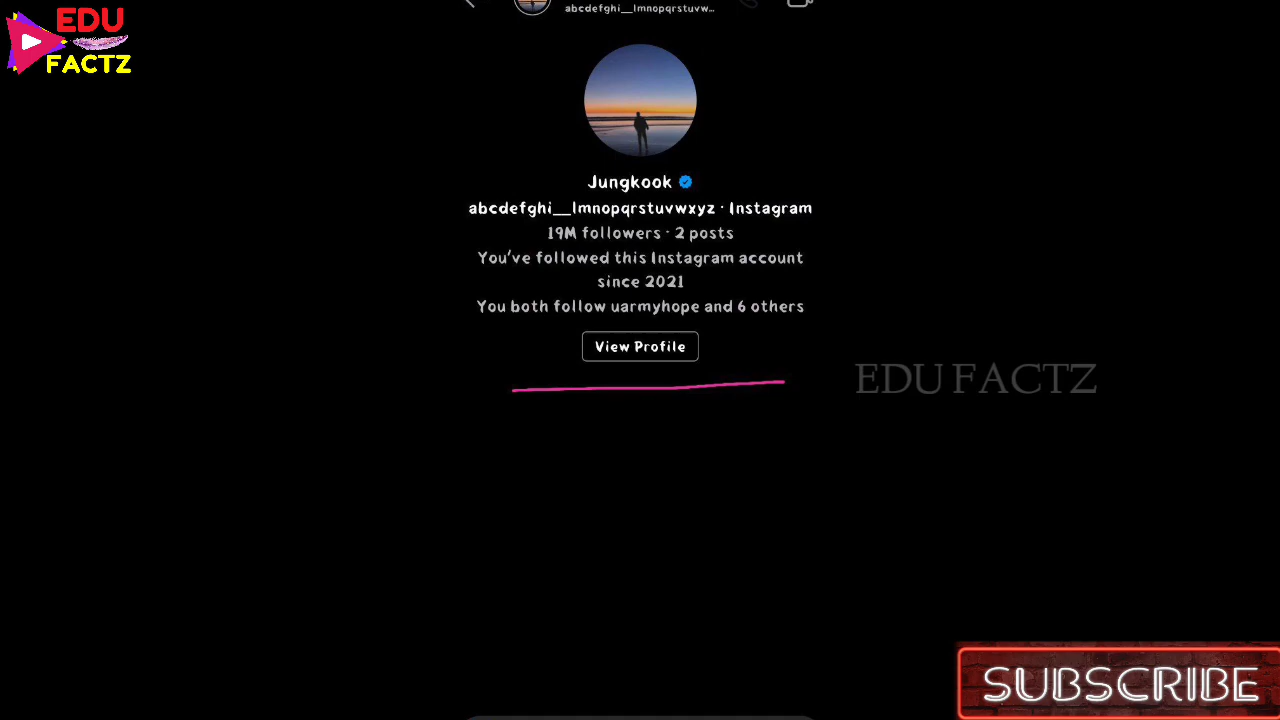 EDU
FACTZ
abcdefghi__lmnopqrstuvw...
Jungkook
abcdefghi__lmnopqrstuvwxyz · Instagram
19M followers · 2 posts
You've followed this Instagram account
since 2021
You both follow uarmyhope and 6 others
View Profile
EDU FACTZ
SUBSCRIBE